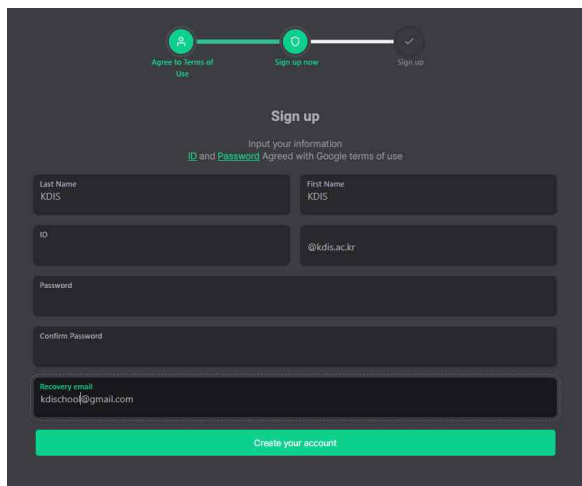 Agree to Terms of
Use
Sign up now
Sign up
Sign up
Input your information
ID and Password Agreed with Google terms of use
Last Name
KDIS
First Name
KDIS
ID
@kdis.ac.kr
Password
Confirm Password
Recovery email
kdischool@gmail.com
Create your account